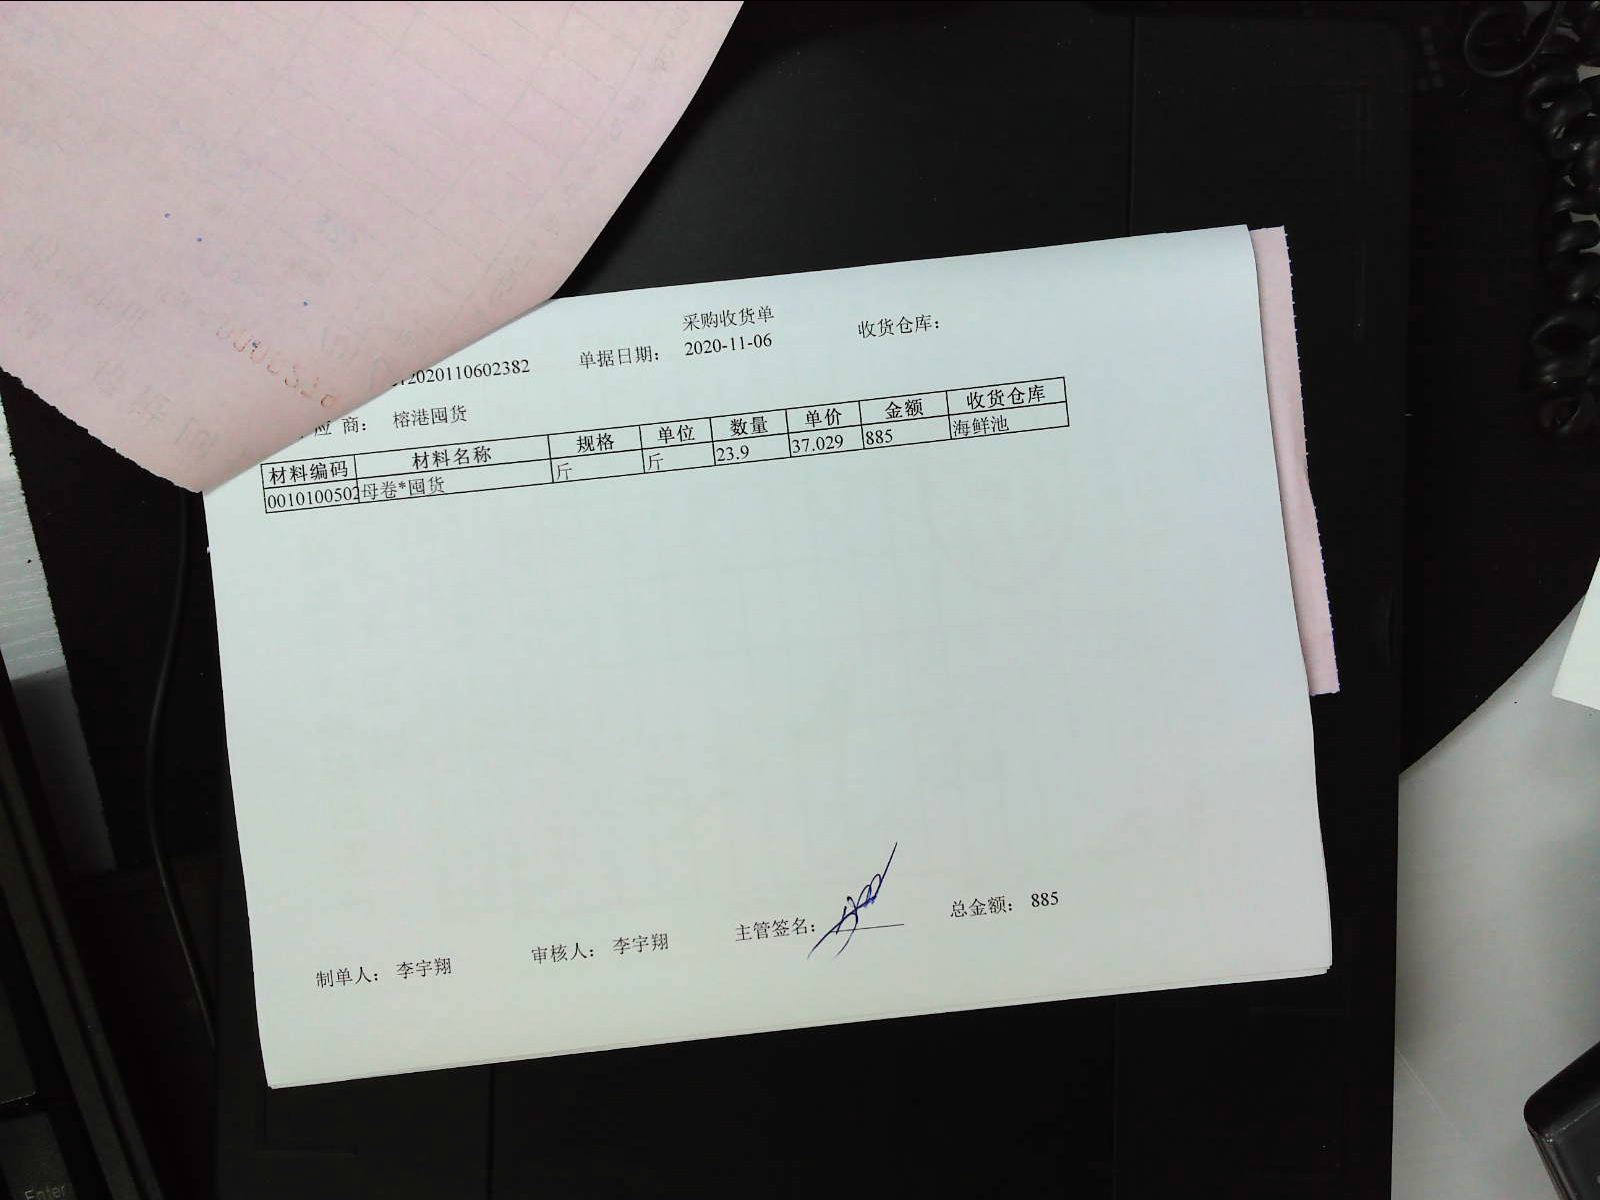 采购收货单
2020110602382 单据日期： 2020-11-06 收货仓库：
应 商： 榕港囤货
材料编码 材料名称 规格 单位 数量 单价 金额 收货仓库
0010100502 母卷*囤货 斤 斤 23.9 37.029 885 海鲜池
制单人： 李宇翔 审核人： 李宇翔 主管签名： 总金额： 885